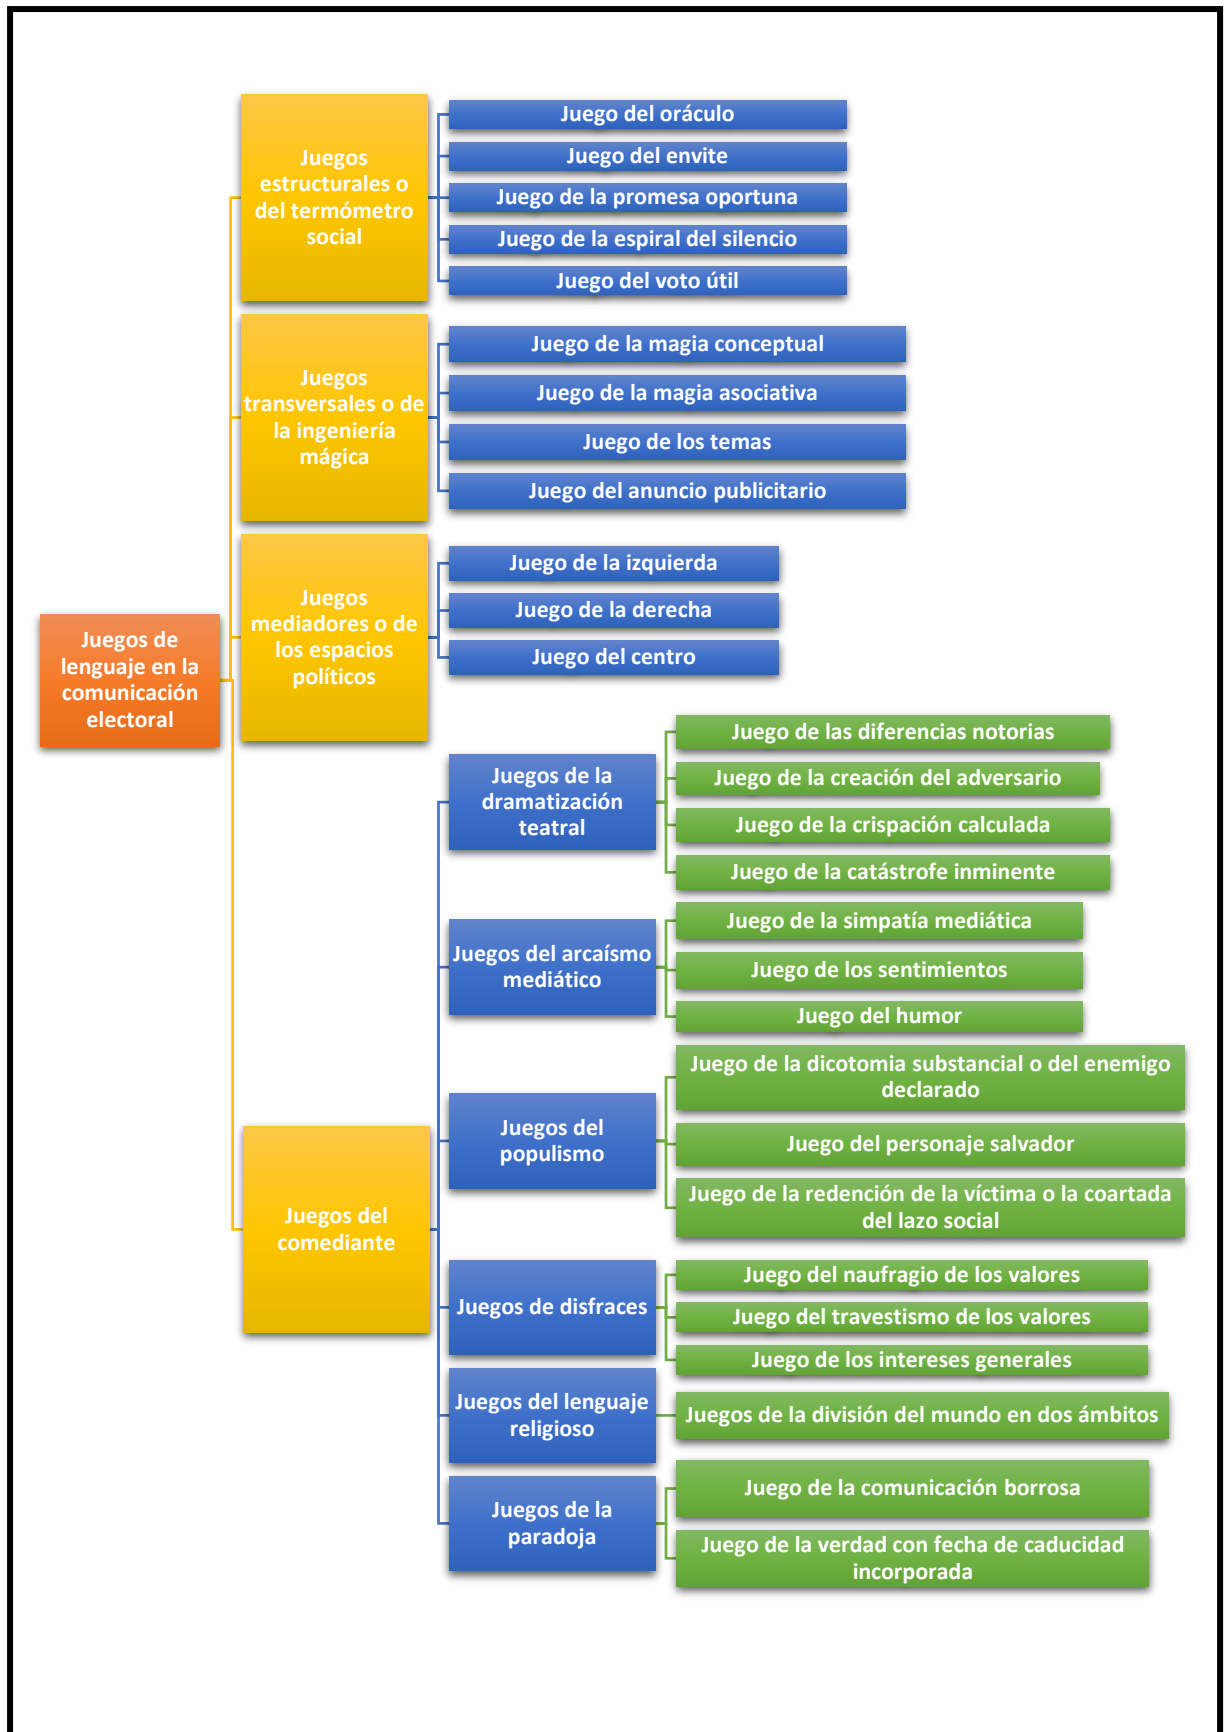 Juegos de
lenguaje en la
comunicación
electoral
Juegos
estructurales o
del termómetro
social
Juego del oráculo
Juego del envite
Juego de la promesa oportuna
Juego de la espiral del silencio
Juego del voto útil
Juegos
transversales o de
la ingeniería
mágica
Juego de la magia conceptual
Juego de la magia asociativa
Juego de los temas
Juego del anuncio publicitario
Juegos
mediadores o de
los espacios
políticos
Juego de la izquierda
Juego de la derecha
Juego del centro
Juegos del
comediante
Juegos de la
dramatización
teatral
Juego de las diferencias notorias
Juego de la creación del adversario
Juego de la crispación calculada
Juego de la catástrofe inminente
Juegos del arcaísmo
mediático
Juego de la simpatía mediática
Juego de los sentimientos
Juego del humor
Juegos del
populismo
Juego de la dicotomia substancial o del enemigo
declarado
Juego del personaje salvador
Juego de la redención de la víctima o la coartada
del lazo social
Juegos de disfraces
Juego del naufragio de los valores
Juego del travestismo de los valores
Juego de los intereses generales
Juegos del lenguaje
religioso
Juegos de la división del mundo en dos ámbitos
Juegos de la
paradoja
Juego de la comunicación borrosa
Juego de la verdad con fecha de caducidad
incorporada